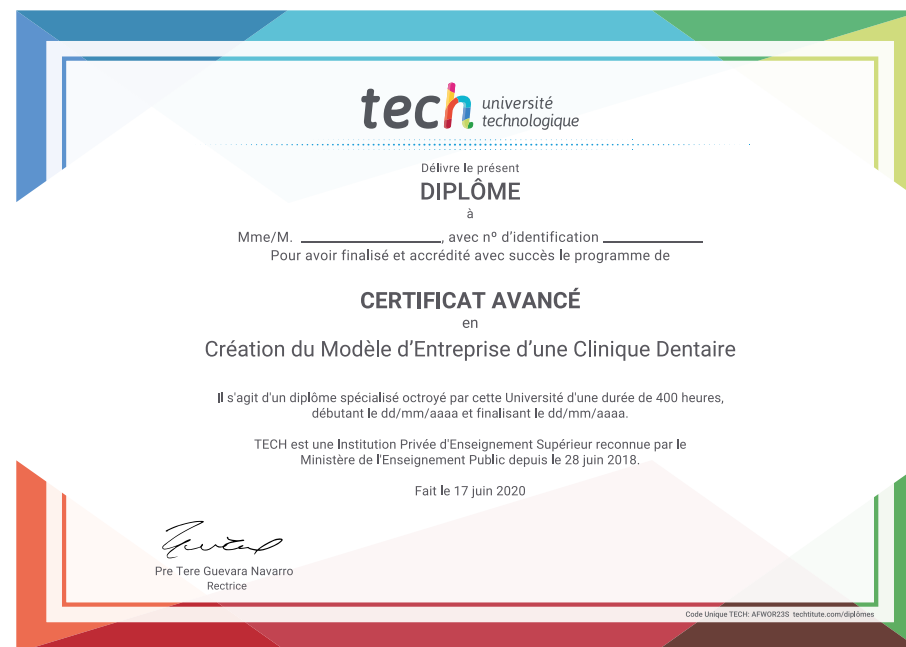 tech université
technologique
Délivre le présent
DIPLÔME
à
Mme/M. ____________________, avec nº d'identification ______________
Pour avoir finalisé et accrédité avec succès le programme de
CERTIFICAT AVANCÉ
en
Création du Modèle d'Entreprise d'une Clinique Dentaire
Il s'agit d'un diplôme spécialisé octroyé par cette Université d'une durée de 400 heures,
débutant le dd/mm/aaaa et finalisant le dd/mm/aaaa.
TECH est une Institution Privée d'Enseignement Supérieur reconnue par le
Ministère de l'Enseignement Public depuis le 28 juin 2018.
Fait le 17 juin 2020
Pre Tere Guevara Navarro
Rectrice
Code Unique TECH: AFWOR23S techtitute.com/diplômes